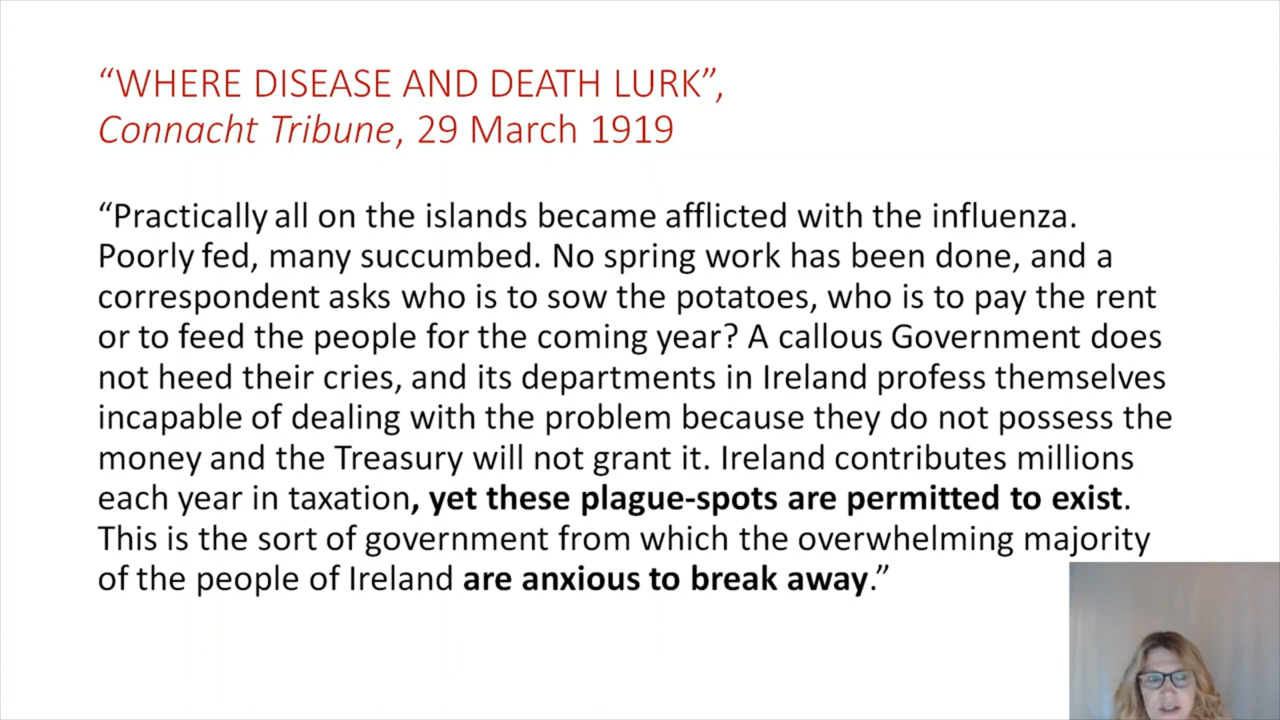 “WHERE DISEASE AND DEATH LURK”,
Connacht Tribune, 29 March 1919
“Practically all on the islands became afflicted with the influenza.
Poorly fed, many succumbed. No spring work has been done, and a
correspondent asks who is to sow the potatoes, who is to pay the rent
or to feed the people for the coming year? A callous Government does
not heed their cries, and its departments in Ireland profess themselves
incapable of dealing with the problem because they do not possess the
money and the Treasury will not grant it. Ireland contributes millions
each year in taxation, yet these plague-spots are permitted to exist.
This is the sort of government from which the overwhelming majority
of the people of Ireland are anxious to break away.”